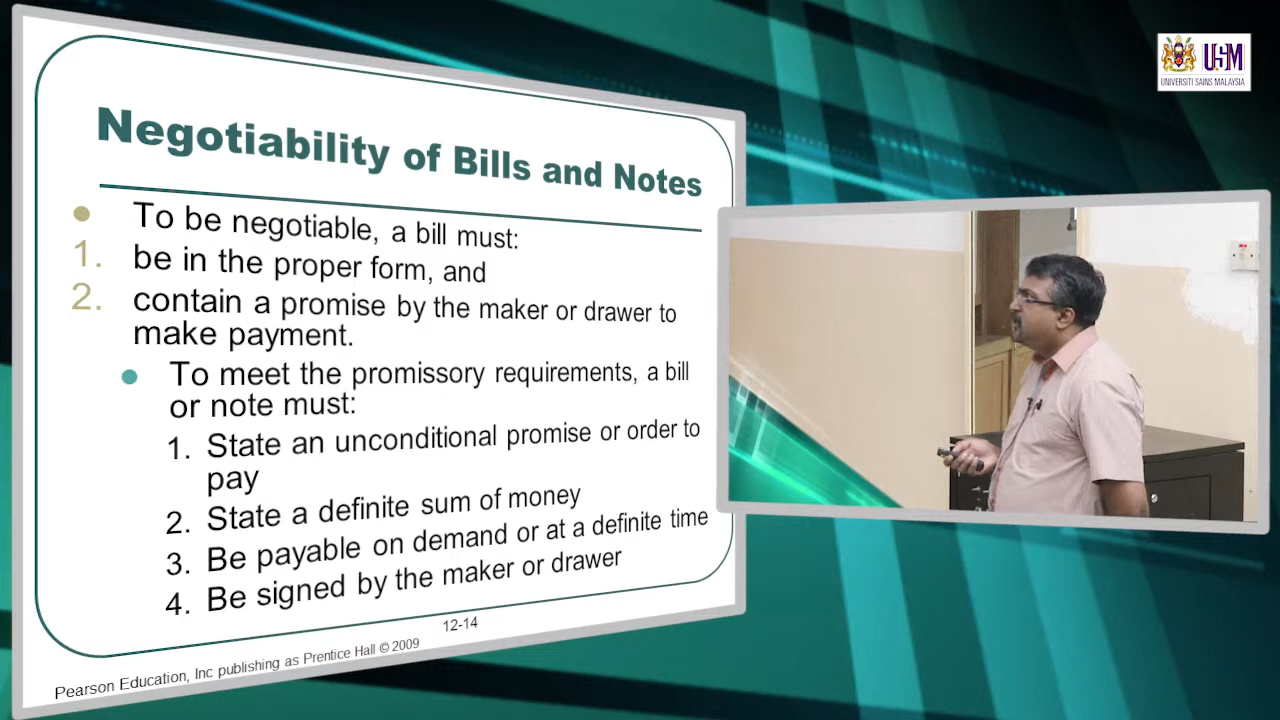 Negotiability of Bills and Notes
● To be negotiable, a bill must:
1. be in the proper form, and
2. contain a promise by the maker or drawer to
make payment.
● To meet the promissory requirements, a bill
or note must:
1. State an unconditional promise or order to
pay
2. State a definite sum of money
3. Be payable on demand or at a definite time
4. Be signed by the maker or drawer
12-14
Pearson Education, Inc publishing as Prentice Hall © 2009
USM
UNIVERSITI SAINS MALAYSIA